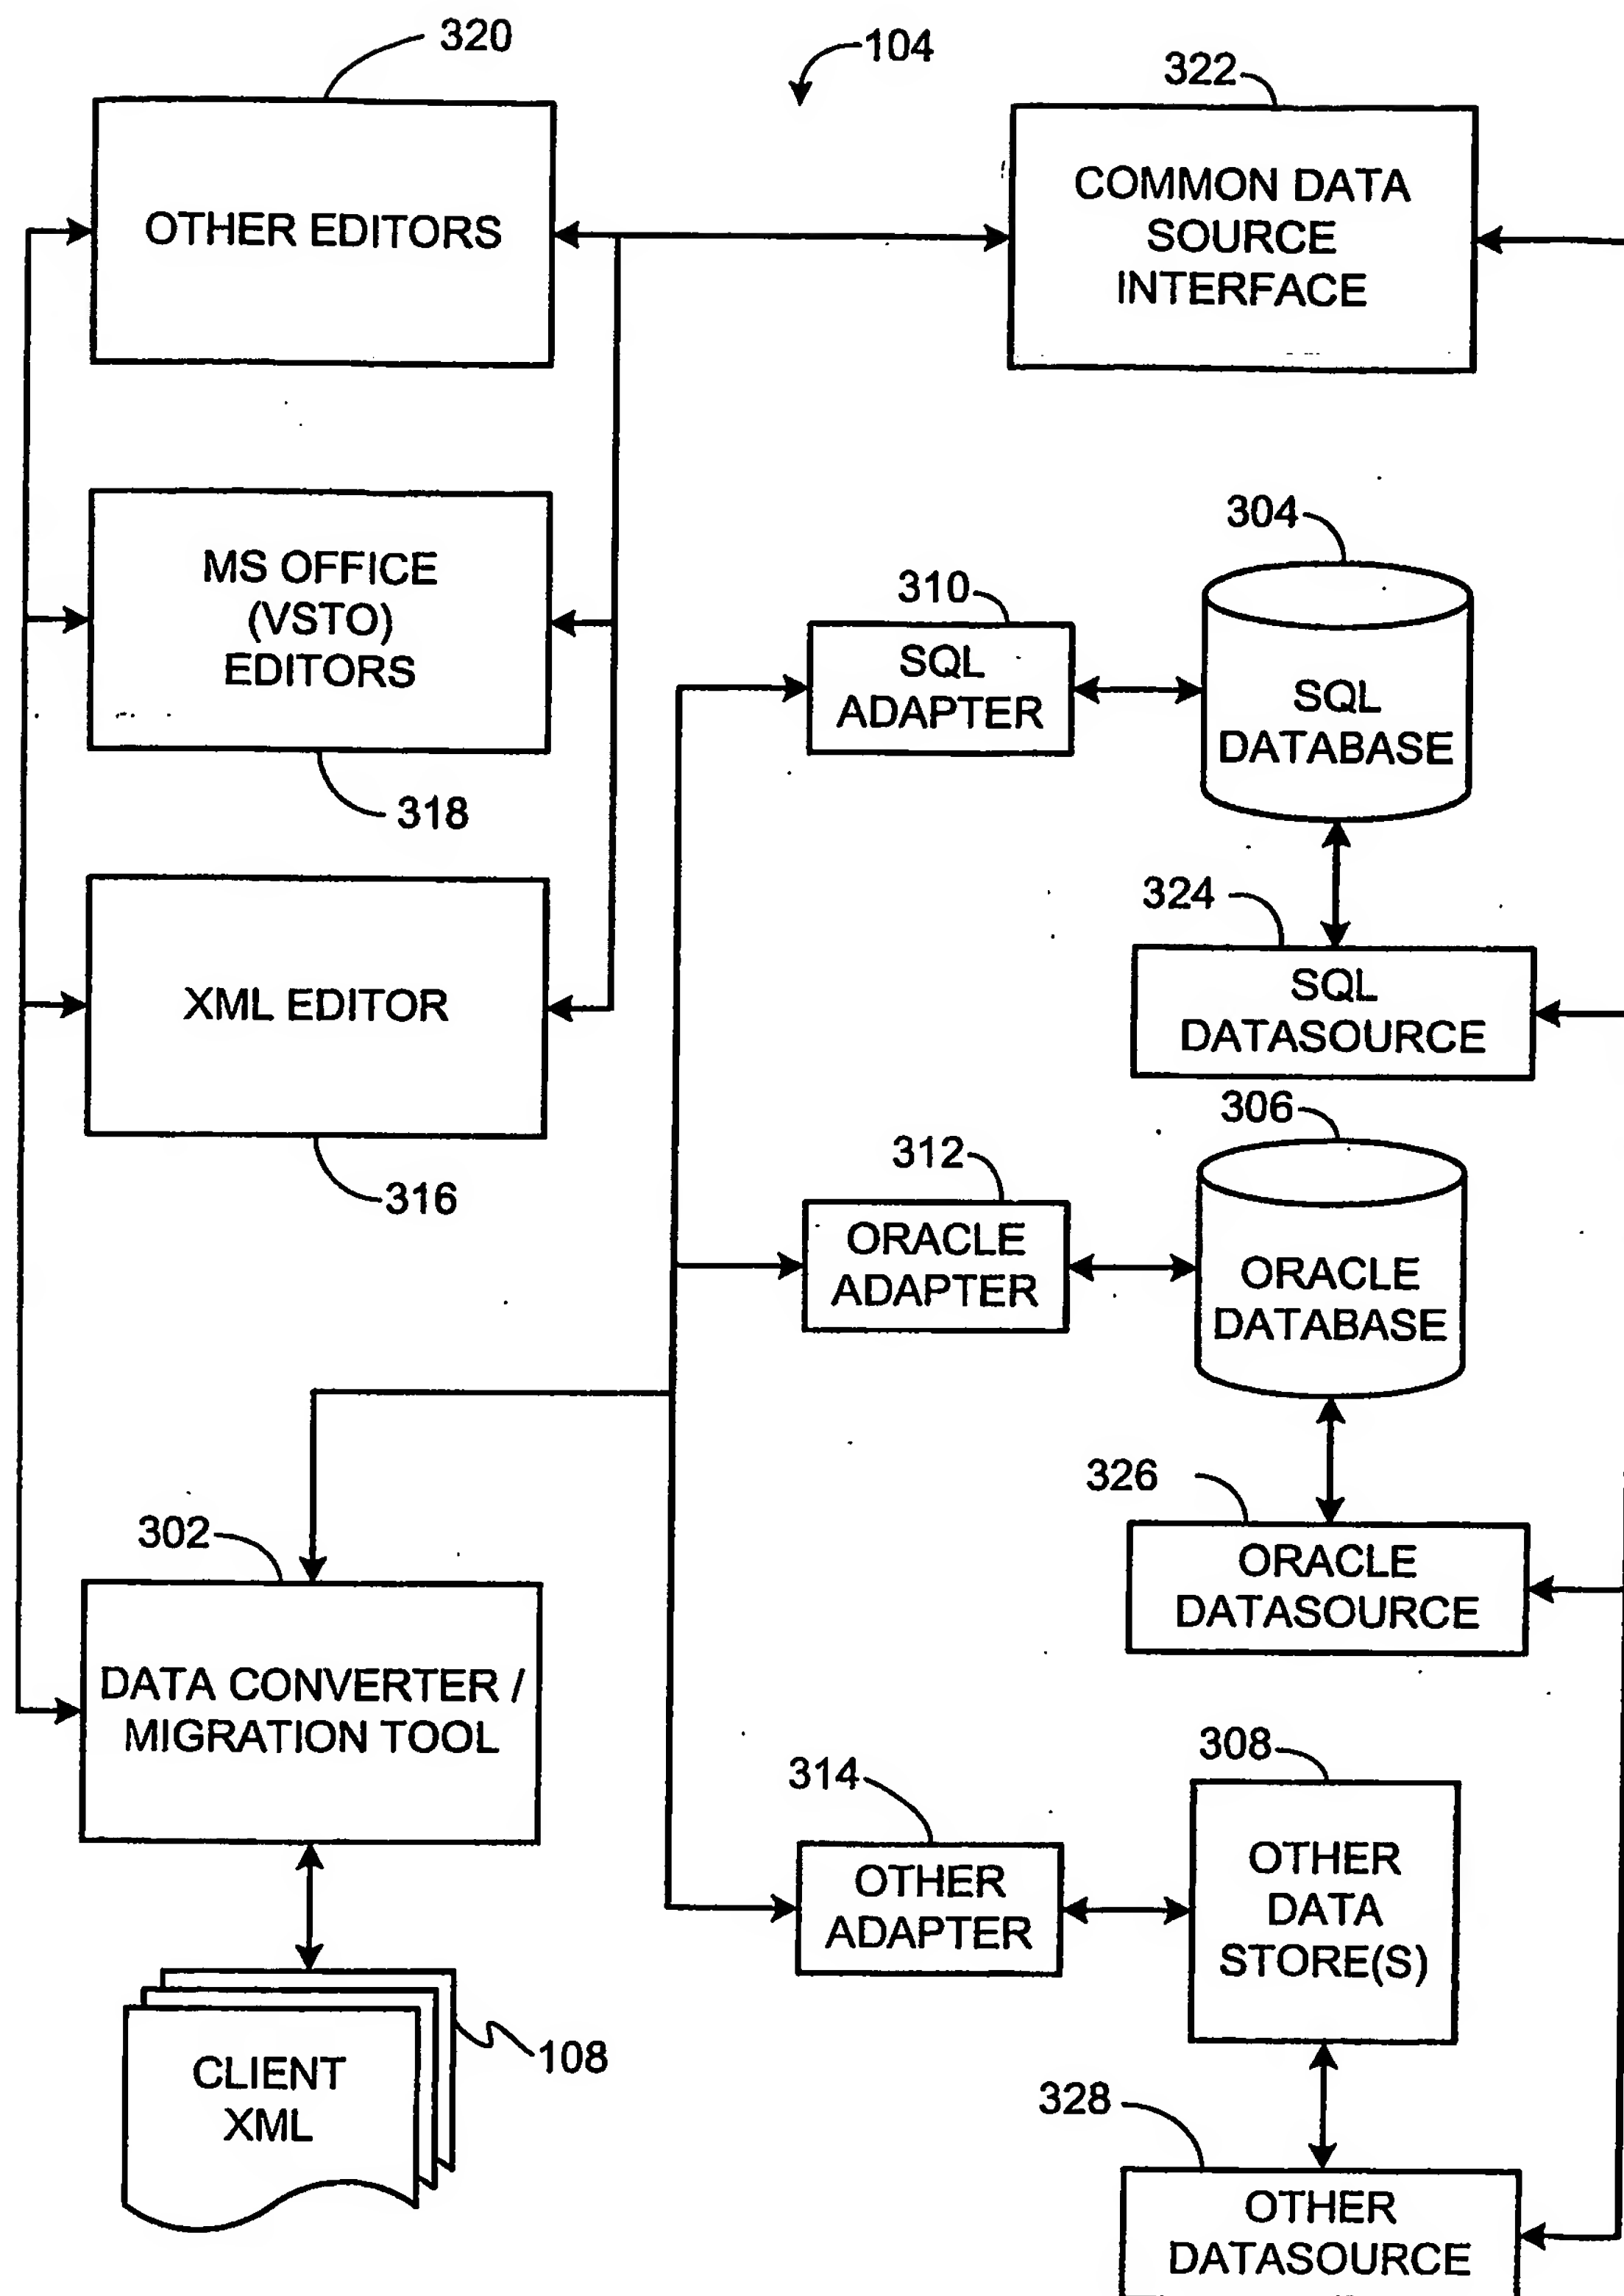 320
104
322
OTHER EDITORS
COMMON DATA
SOURCE
INTERFACE
MS OFFICE
(VSTO)
EDITORS
318
304
310
SQL
ADAPTER
SQL
DATABASE
324
SQL
DATASOURCE
XML EDITOR
316
306
312
ORACLE
ADAPTER
ORACLE
DATABASE
326
ORACLE
DATASOURCE
302
DATA CONVERTER /
MIGRATION TOOL
308
314
OTHER
ADAPTER
OTHER
DATA
STORE(S)
CLIENT
XML
108
328
OTHER
DATASOURCE